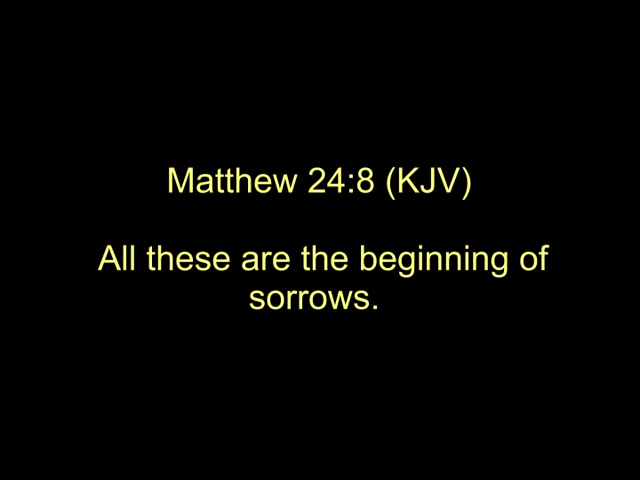 Matthew 24:8 (KJV)
All these are the beginning of
sorrows.